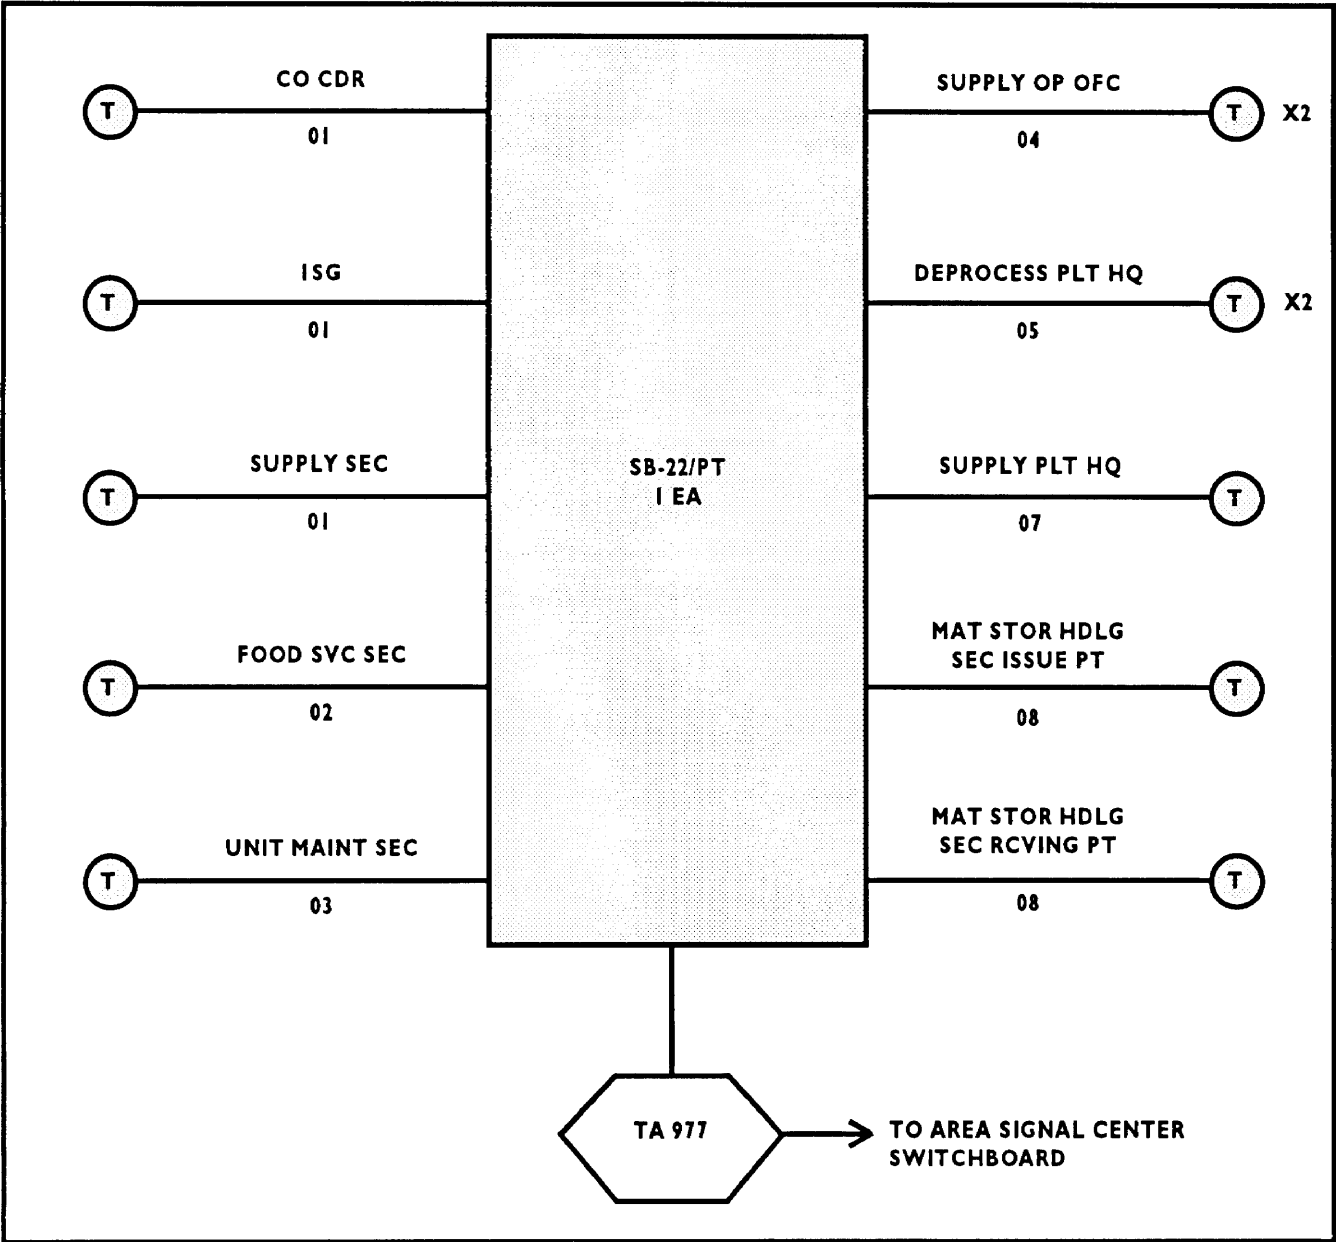 CO CDR
T
01
1SG
T
01
SUPPLY SEC
T
01
FOOD SVC SEC
T
02
UNIT MAINT SEC
T
03
SB-22/PT
1 EA
SUPPLY OP OFC
T X2
04
DEPROCESS PLT HQ
T X2
05
SUPPLY PLT HQ
T
07
MAT STOR HDLG
SEC ISSUE PT
T
08
MAT STOR HDLG
SEC RCVING PT
T
08
TA 977
TO AREA SIGNAL CENTER
SWITCHBOARD